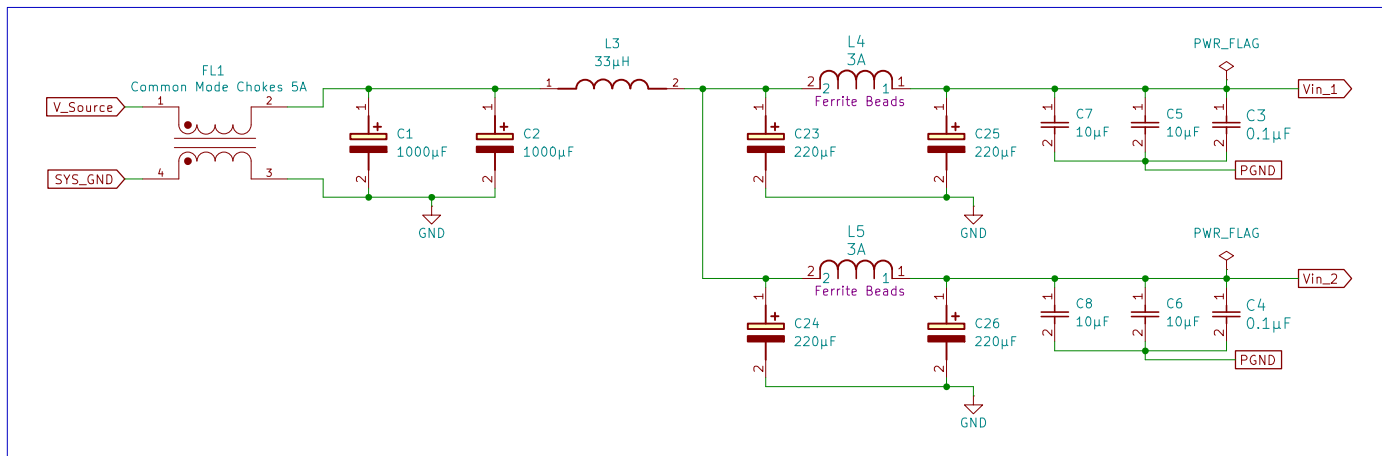 FL1
Common Mode Chokes 5A
V_Source
1
2
SYS_GND
4
3
1
C1
1000µF
2
1
C2
1000µF
2
GND
L3
33µH
1
2
L4
3A
2
2
1
1
Ferrite Beads
1
C23
220µF
2
1
C25
220µF
2
GND
1
C7
10µF
2
1
C5
10µF
2
PWR_FLAG
1
C3
0.1µF
2
Vin_1
PGND
L5
3A
2
2
1
1
Ferrite Beads
1
C24
220µF
2
1
C26
220µF
2
GND
1
C8
10µF
2
1
C6
10µF
2
PWR_FLAG
1
C4
0.1µF
2
Vin_2
PGND